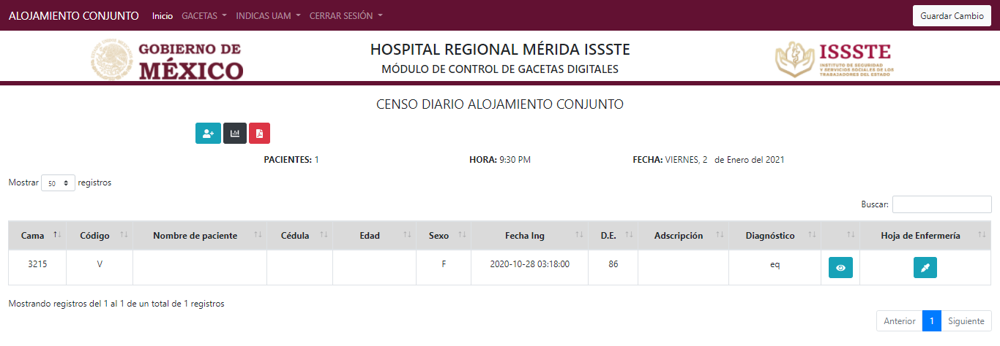 ALOJAMIENTO CONJUNTO Inicio GACETAS INDICAS UAM CERRAR SESIÓN Guardar Cambio
GOBIERNO DE
MÉXICO
HOSPITAL REGIONAL MÉRIDA ISSSTE
MÓDULO DE CONTROL DE GACETAS DIGITALES
ISSSTE
INSTITUTO DE SEGURIDAD
Y SERVICIOS SOCIALES DE LOS
TRABAJADORES DEL ESTADO
CENSO DIARIO ALOJAMIENTO CONJUNTO
PACIENTES: 1 HORA: 9:30 PM FECHA: VIERNES, 2 de Enero del 2021
Mostrar 50 registros
Buscar:
Cama Código Nombre de paciente Cédula Edad Sexo Fecha Ing D.E. Adscripción Diagnóstico Hoja de Enfermería
3215 V F 2020-10-28 03:18:00 86 eq
Mostrando registros del 1 al 1 de un total de 1 registros
Anterior 1 Siguiente